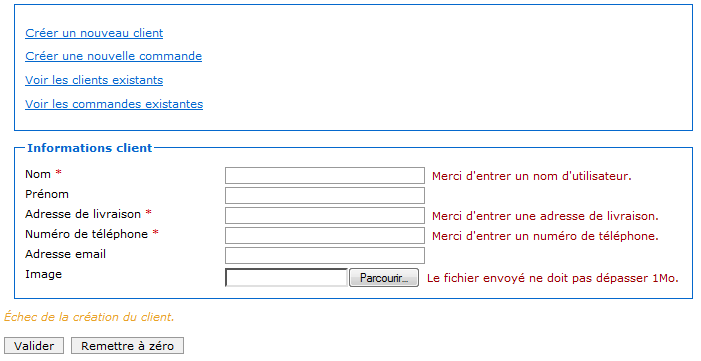 Créer un nouveau client
Créer une nouvelle commande
Voir les clients existants
Voir les commandes existantes
Informations client
Nom * Merci d'entrer un nom d'utilisateur.
Prénom
Adresse de livraison * Merci d'entrer une adresse de livraison.
Numéro de téléphone * Merci d'entrer un numéro de téléphone.
Adresse email
Image Parcourir... Le fichier envoyé ne doit pas dépasser 1Mo.
Échec de la création du client.
Valider Remettre à zéro